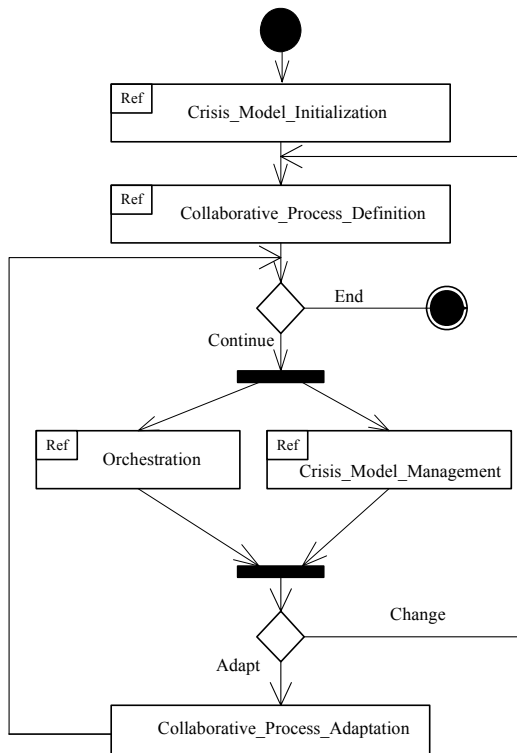 Ref
Crisis_Model_Initialization
Ref
Collaborative_Process_Definition
End
Continue
Ref
Orchestration
Ref
Crisis_Model_Management
Change
Adapt
Collaborative_Process_Adaptation